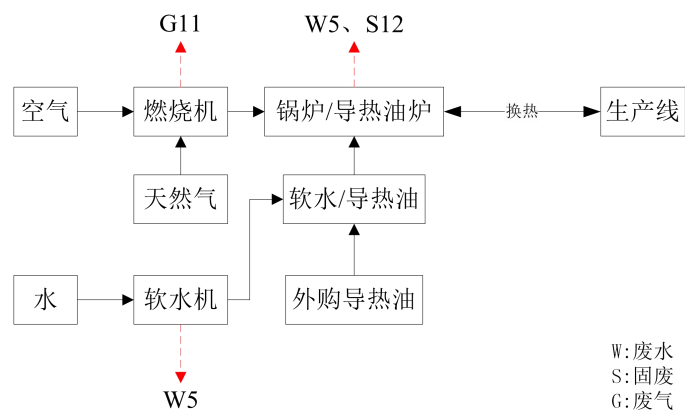 G11
W5、S12
空气
燃烧机
锅炉/导热油炉
换热
生产线
天然气
软水/导热油
水
软水机
外购导热油
W5
W:废水
S:固废
G:废气